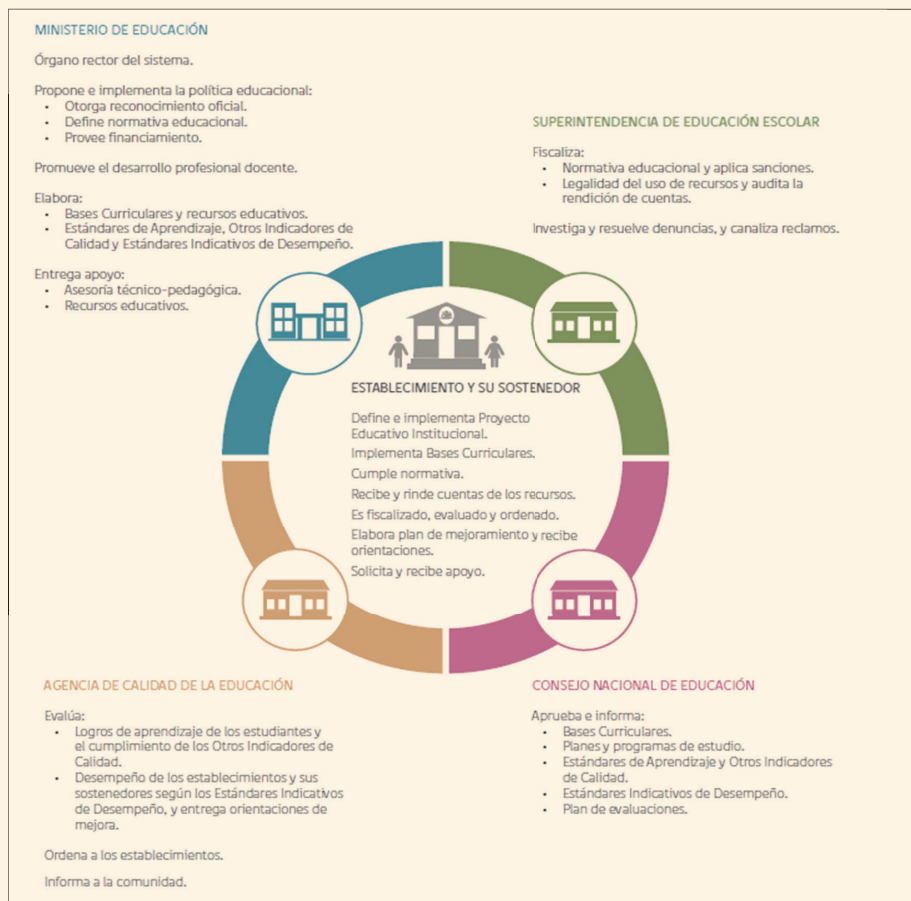 MINISTERIO DE EDUCACIÓN
Órgano rector del sistema.
Propone e implementa la política educacional:
• Otorga reconocimiento oficial.
• Define normativa educacional.
• Provee financiamiento.
Promueve el desarrollo profesional docente.
Elabora:
• Bases Curriculares y recursos educativos.
• Estándares de Aprendizaje, Otros Indicadores de
Calidad y Estándares Indicativos de Desempeño.
Entrega apoyo:
• Asesoría técnico-pedagógica.
• Recursos educativos.
SUPERINTENDENCIA DE EDUCACIÓN ESCOLAR
Fiscaliza:
• Normativa educacional y aplica sanciones.
• Legalidad del uso de recursos y audita la
rendición de cuentas.
Investiga y resuelve denuncias, y canaliza reclamos.
ESTABLECIMIENTO Y SU SOSTENEDOR
Define e implementa Proyecto
Educativo Institucional.
Implementa Bases Curriculares.
Cumple normativa.
Recibe y rinde cuentas de los recursos.
Es fiscalizado, evaluado y ordenado.
Elabora plan de mejoramiento y recibe
orientaciones.
Solicita y recibe apoyo.
AGENCIA DE CALIDAD DE LA EDUCACIÓN
Evalúa:
• Logros de aprendizaje de los estudiantes y
el cumplimiento de los Otros Indicadores de
Calidad.
• Desempeño de los establecimientos y sus
sostenedores según los Estándares Indicativos
de Desempeño, y entrega orientaciones de
mejora.
Ordena a los establecimientos.
Informa a la comunidad.
CONSEJO NACIONAL DE EDUCACIÓN
Aprueba e informa:
• Bases Curriculares.
• Planes y programas de estudio.
• Estándares de Aprendizaje y Otros Indicadores
de Calidad.
• Estándares Indicativos de Desempeño.
• Plan de evaluaciones.